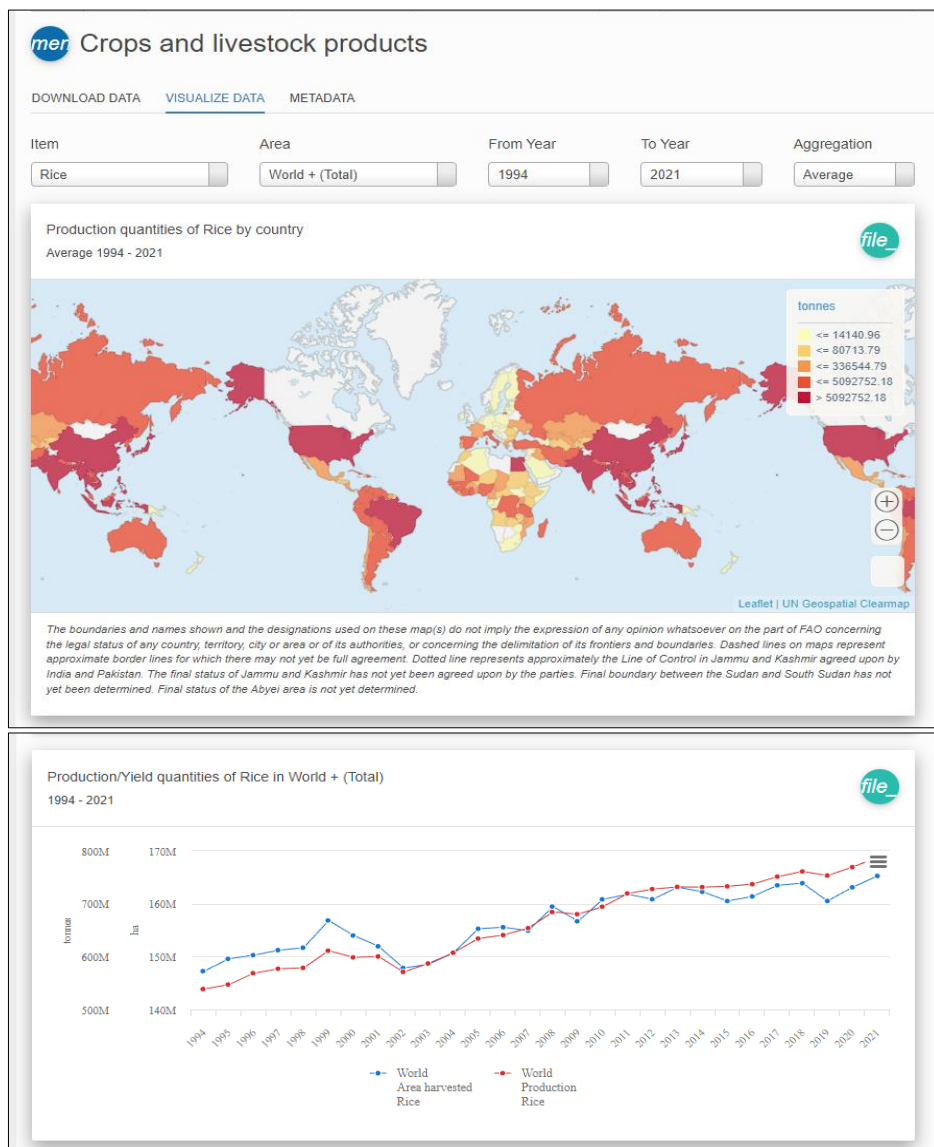 men Crops and livestock products
DOWNLOAD DATA VISUALIZE DATA METADATA
Item Area From Year To Year Aggregation
Rice World + (Total) 1994 2021 Average
Production quantities of Rice by country
Average 1994 - 2021
file_
tonnes
<= 14140.96
<= 80713.79
<= 336544.79
<= 5092752.18
> 5092752.18
Leaflet | UN Geospatial Clearmap
The boundaries and names shown and the designations used on these map(s) do not imply the expression of any opinion whatsoever on the part of FAO concerning
the legal status of any country, territory, city or area or of its authorities, or concerning the delimitation of its frontiers and boundaries. Dashed lines on maps represent
approximate border lines for which there may not yet be full agreement. Dotted line represents approximately the Line of Control in Jammu and Kashmir agreed upon by
India and Pakistan. The final status of Jammu and Kashmir has not yet been agreed upon by the parties. Final boundary between the Sudan and South Sudan has not
yet been determined. Final status of the Abyei area is not yet determined.
Production/Yield quantities of Rice in World + (Total)
1994 - 2021
file_
800M 170M
700M 160M
600M 150M
500M 140M
tonnes
ha
1994 1995 1996 1997 1998 1999 2000 2001 2002 2003 2004 2005 2006 2007 2008 2009 2010 2011 2012 2013 2014 2015 2016 2017 2018 2019 2020 2021
World
Area harvested
Rice
World
Production
Rice